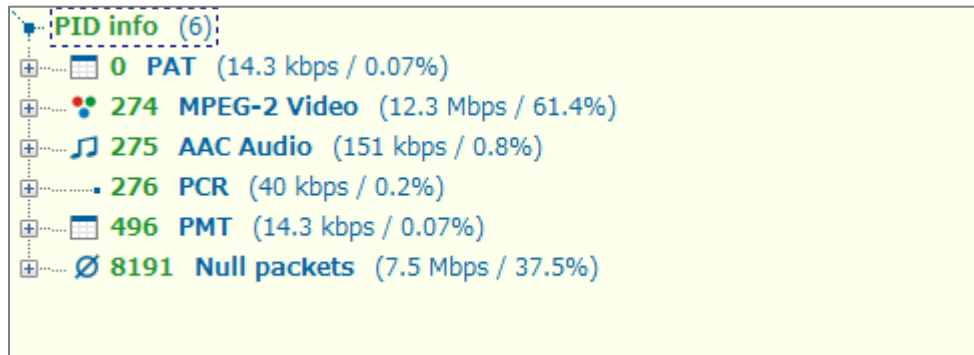 PID info (6)
0 PAT (14.3 kbps / 0.07%)
274 MPEG-2 Video (12.3 Mbps / 61.4%)
275 AAC Audio (151 kbps / 0.8%)
276 PCR (40 kbps / 0.2%)
496 PMT (14.3 kbps / 0.07%)
8191 Null packets (7.5 Mbps / 37.5%)